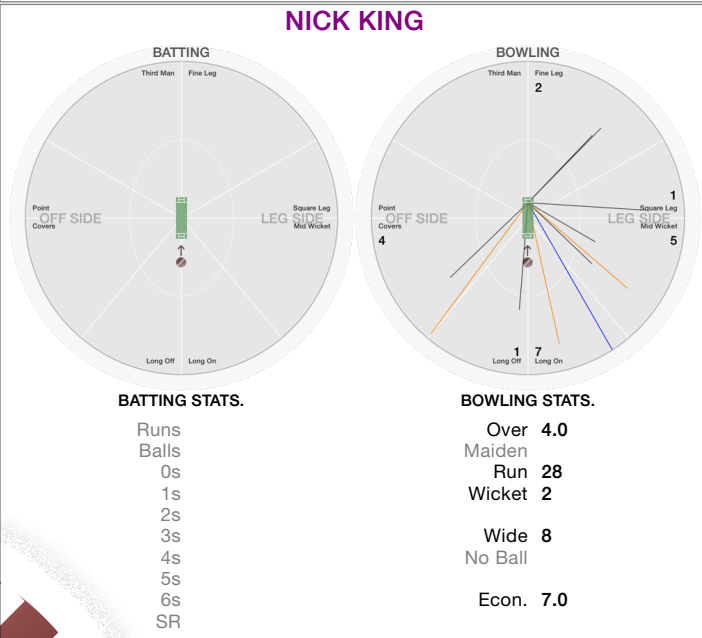 NICK KING
BATTING
BOWLING
Third Man Fine Leg
Third Man Fine Leg
2
Point
OFF SIDE
Covers
Square Leg
LEG SIDE
Mid Wicket
Point
OFF SIDE
Covers
4
1
Square Leg
LEG SIDE
Mid Wicket
5
Long Off Long On
1 7
Long Off Long On
BATTING STATS.
Runs
Balls
0s
1s
2s
3s
4s
5s
6s
SR
BOWLING STATS.
Over 4.0
Maiden
Run 28
Wicket 2
Wide 8
No Ball
Econ. 7.0